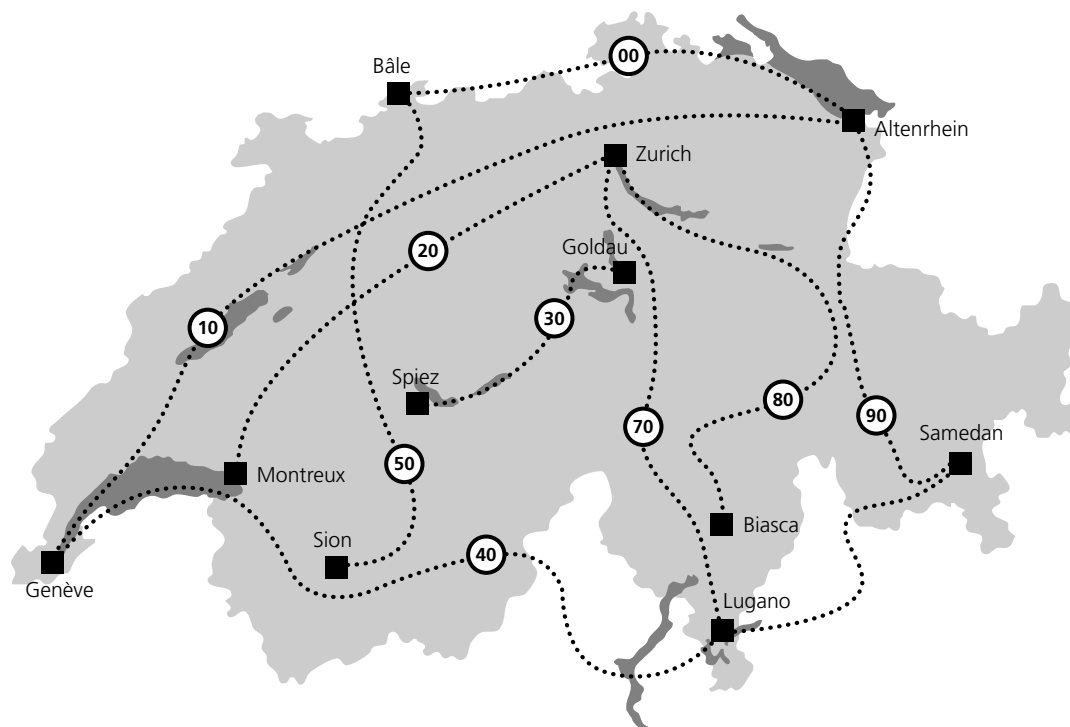 00
Bâle
Altenrhein
Zurich
20
Goldau
10
30
Spiez
80
90
70
Samedan
50
Montreux
Biasca
Sion
40
Genève
Lugano